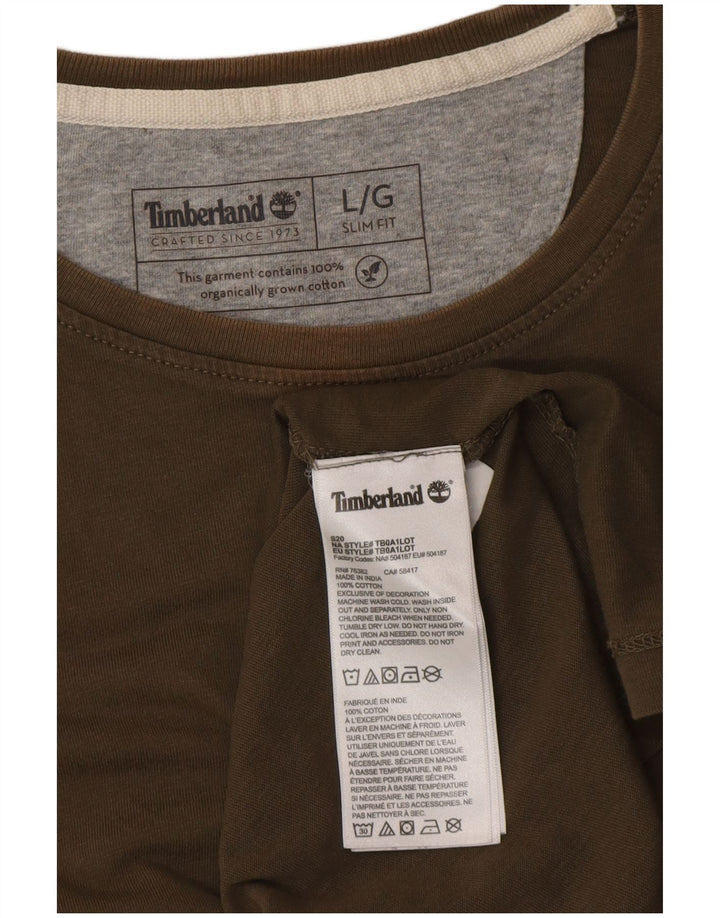 Timberland
CRAFTED SINCE 1973
L/G
SLIM FIT
This garment contains 100%
organically grown cotton
Timberland
S20
NA STYLE# TB0A1LOT
EU STYLE# TB0A1LOT
Factory Codes: NA# 504187 EU# 504187
RN# 76382 CA# 58417
MADE IN INDIA
100% COTTON
EXCLUSIVE OF DECORATION
MACHINE WASH COLD. WASH INSIDE
OUT AND SEPARATELY. ONLY NON
CHLORINE BLEACH WHEN NEEDED.
TUMBLE DRY LOW. DO NOT HANG DRY.
COOL IRON AS NEEDED. DO NOT IRON
PRINT AND ACCESSORIES. DO NOT
DRY CLEAN.
FABRIQUÉ EN INDE
100% COTON
A L'EXCEPTION DES DÉCORATIONS
LAVER EN MACHINE À FROID. LAVER
SUR L'ENVERS ET SÉPARÉMENT.
UTILISER UNIQUEMENT DE L'EAU
DE JAVEL SANS CHLORE LORSQUE
NÉCESSAIRE. SÉCHER EN MACHINE
À BASSE TEMPÉRATURE. NE PAS
ÉTENDRE POUR FAIRE SÉCHER.
REPASSER À BASSE TEMPÉRATURE
SI NÉCESSAIRE. NE PAS REPASSER
L'IMPRIMÉ ET LES ACCESSOIRES. NE
PAS NETTOYER À SEC.
30